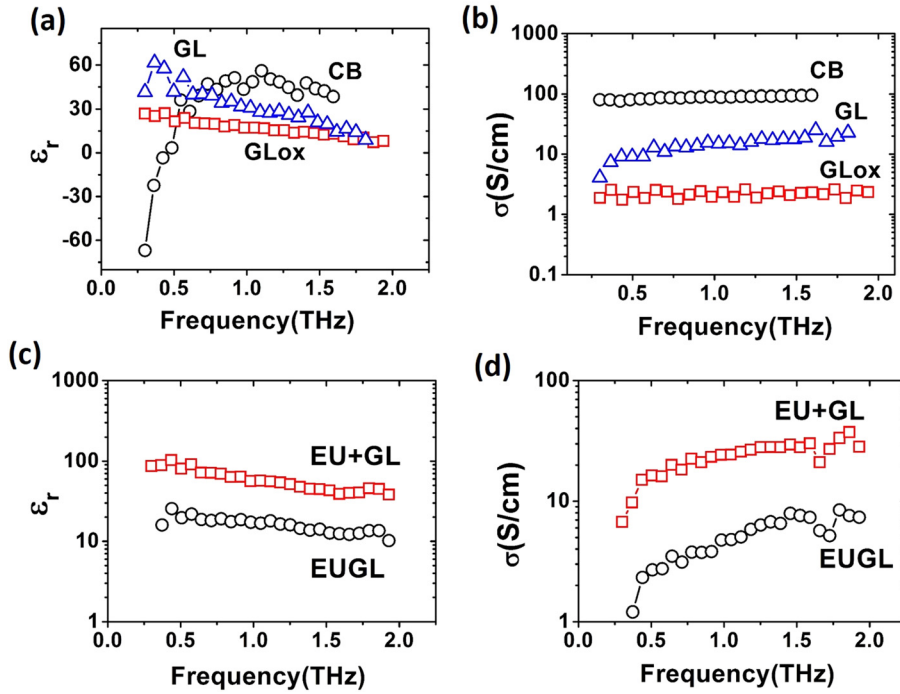 (a)
GL
CB
GLox
60
30
0
-30
-60
εr
0.0 0.5 1.0 1.5 2.0
Frequency(THz)
(b)
CB
GL
GLox
1000
100
10
1
0.1
σ(S/cm)
0.5 1.0 1.5 2.0
Frequency(THz)
(c)
EU+GL
EUGL
1000
100
10
1
εr
0.0 0.5 1.0 1.5 2.0
Frequency(THz)
(d)
EU+GL
EUGL
100
10
1
σ(S/cm)
0.0 0.5 1.0 1.5 2.0
Frequency(THz)